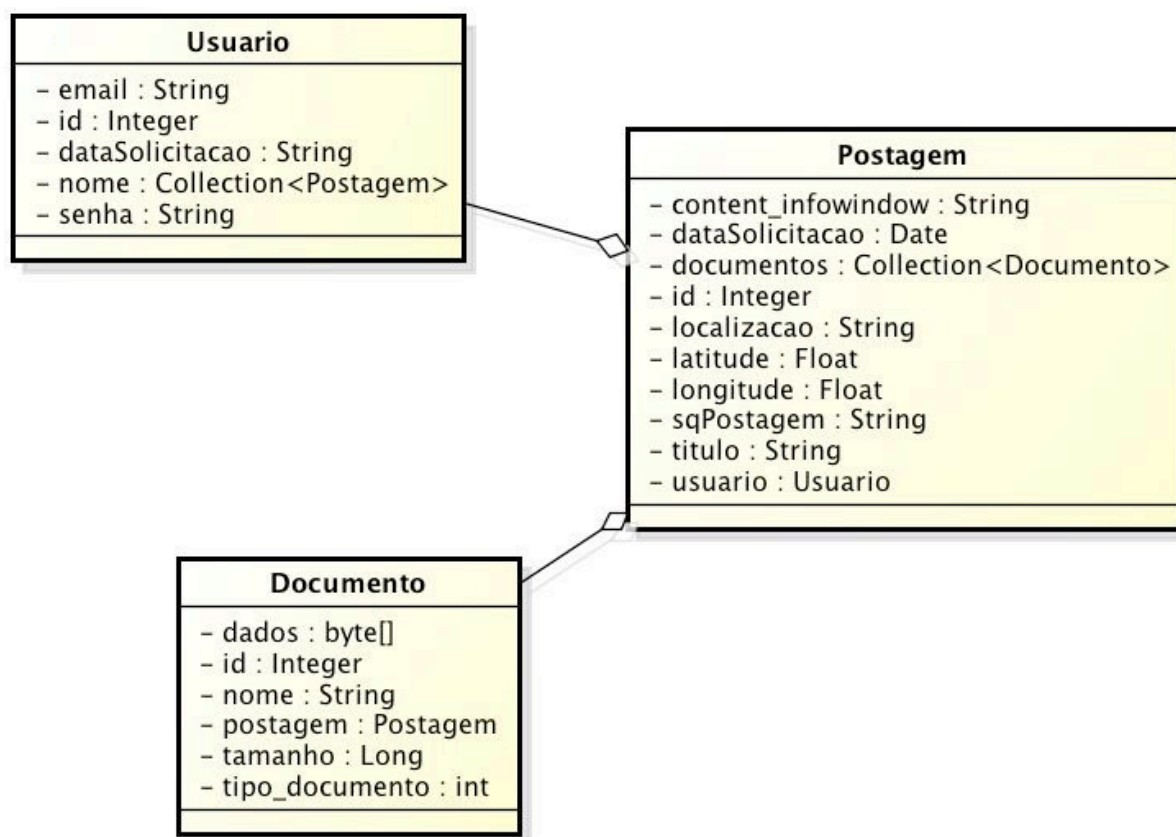 Usuario
- email : String
- id : Integer
- dataSolicitacao : String
- nome : Collection<Postagem>
- senha : String
Postagem
- content_infowindow : String
- dataSolicitacao : Date
- documentos : Collection<Documento>
- id : Integer
- localizacao : String
- latitude : Float
- longitude : Float
- sqPostagem : String
- titulo : String
- usuario : Usuario
Documento
- dados : byte[]
- id : Integer
- nome : String
- postagem : Postagem
- tamanho : Long
- tipo_documento : int